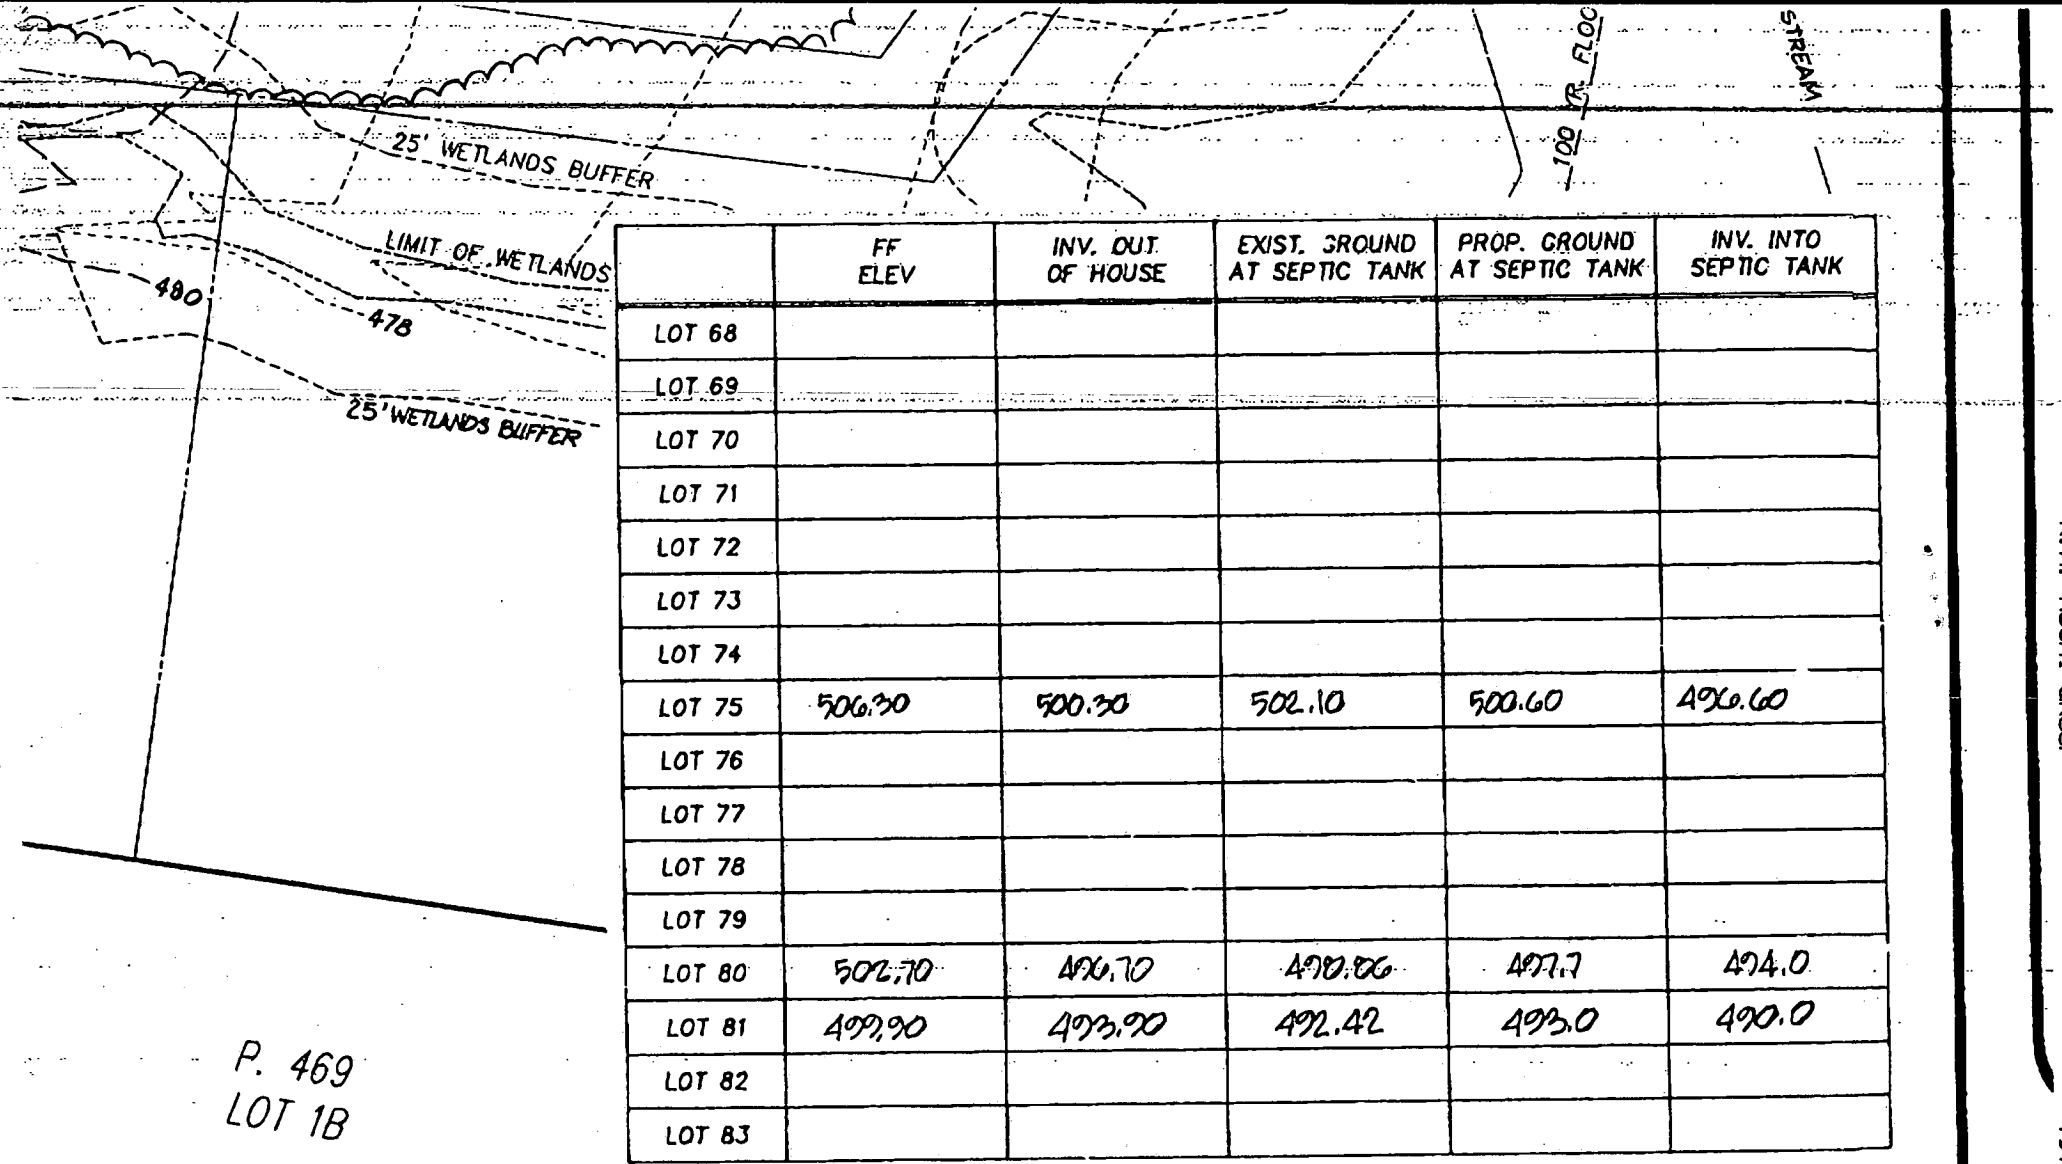 100 YR. FLOO
STREAM
25' WETLANDS BUFFER
LIMIT OF WETLANDS
480
478
25' WETLANDS BUFFER
FF ELEV
INV. OUT OF HOUSE
EXIST. GROUND AT SEPTIC TANK
PROP. GROUND AT SEPTIC TANK
INV. INTO SEPTIC TANK
LOT 68
LOT 69
LOT 70
LOT 71
LOT 72
LOT 73
LOT 74
LOT 75 506.30 500.30 502.10 500.60 496.60
LOT 76
LOT 77
LOT 78
LOT 79
LOT 80 502.70 496.70 497.7 494.0
LOT 81 499.90 493.90 492.42 493.0 490.0
LOT 82
LOT 83
P. 469
LOT 1B